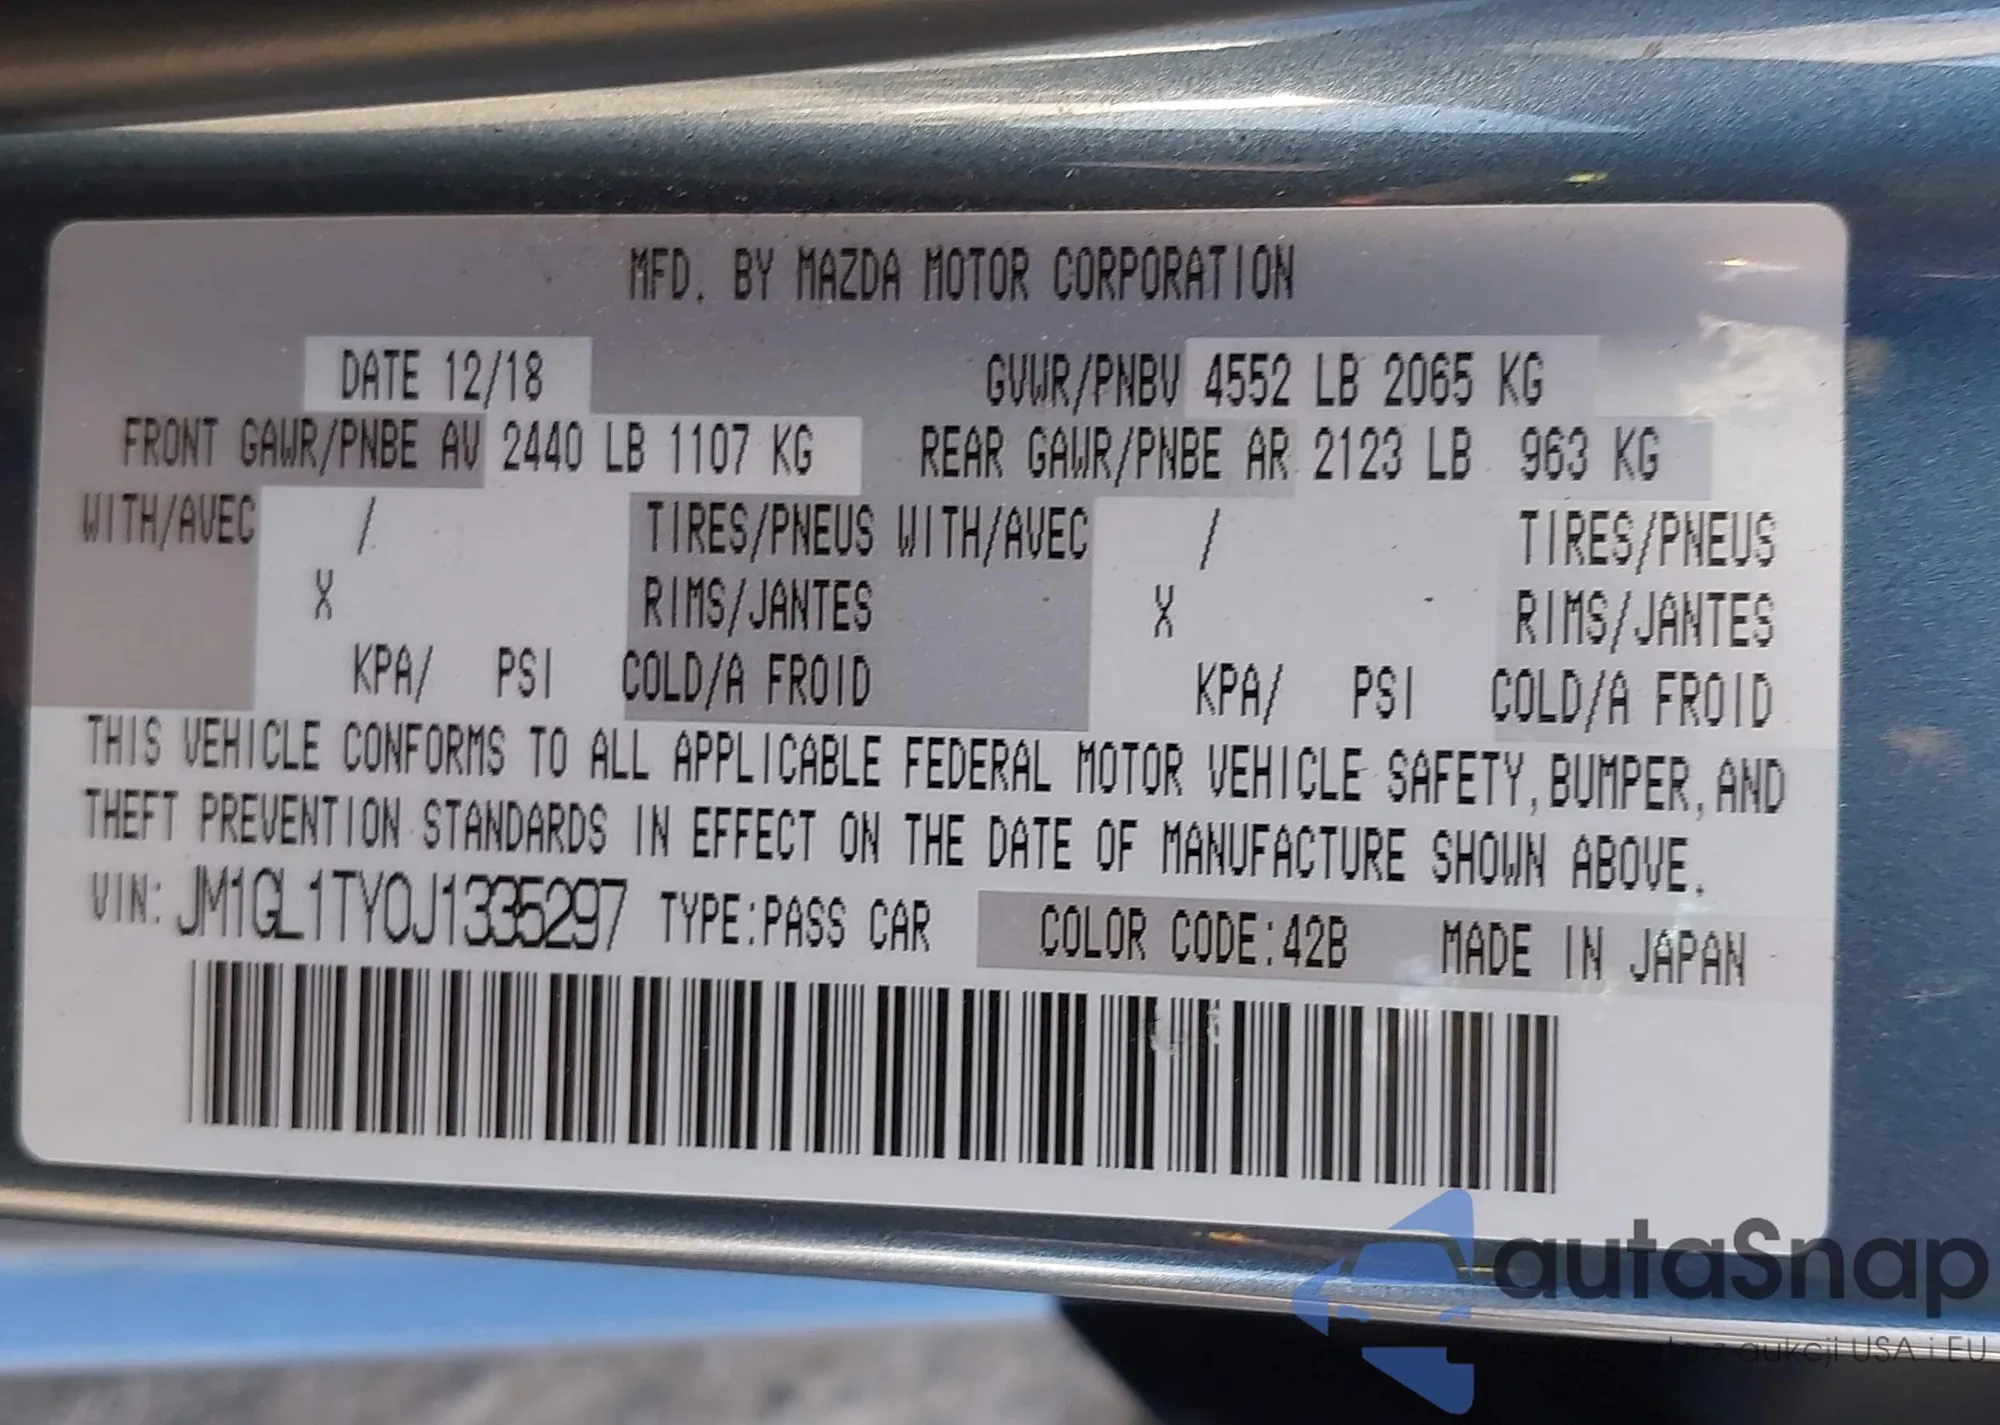 MFD. BY MAZDA MOTOR CORPORATION
DATE 12/18 GVWR/PNBV 4552 LB 2065 KG
FRONT GAWR/PNBE AV 2440 LB 1107 KG REAR GAWR/PNBE AR 2123 LB 963 KG
WITH/AVEC / TIRES/PNEUS WITH/AVEC / TIRES/PNEUS
X RIMS/JANTES X RIMS/JANTES
KPA/ PSI COLD/A FROID KPA/ PSI COLD/A FROID
THIS VEHICLE CONFORMS TO ALL APPLICABLE FEDERAL MOTOR VEHICLE SAFETY, BUMPER, AND
THEFT PREVENTION STANDARDS IN EFFECT ON THE DATE OF MANUFACTURE SHOWN ABOVE.
VIN: JM1GL1TY0J1335297 TYPE:PASS CAR COLOR CODE:42B MADE IN JAPAN
autaSnap
aukcji USA i EU